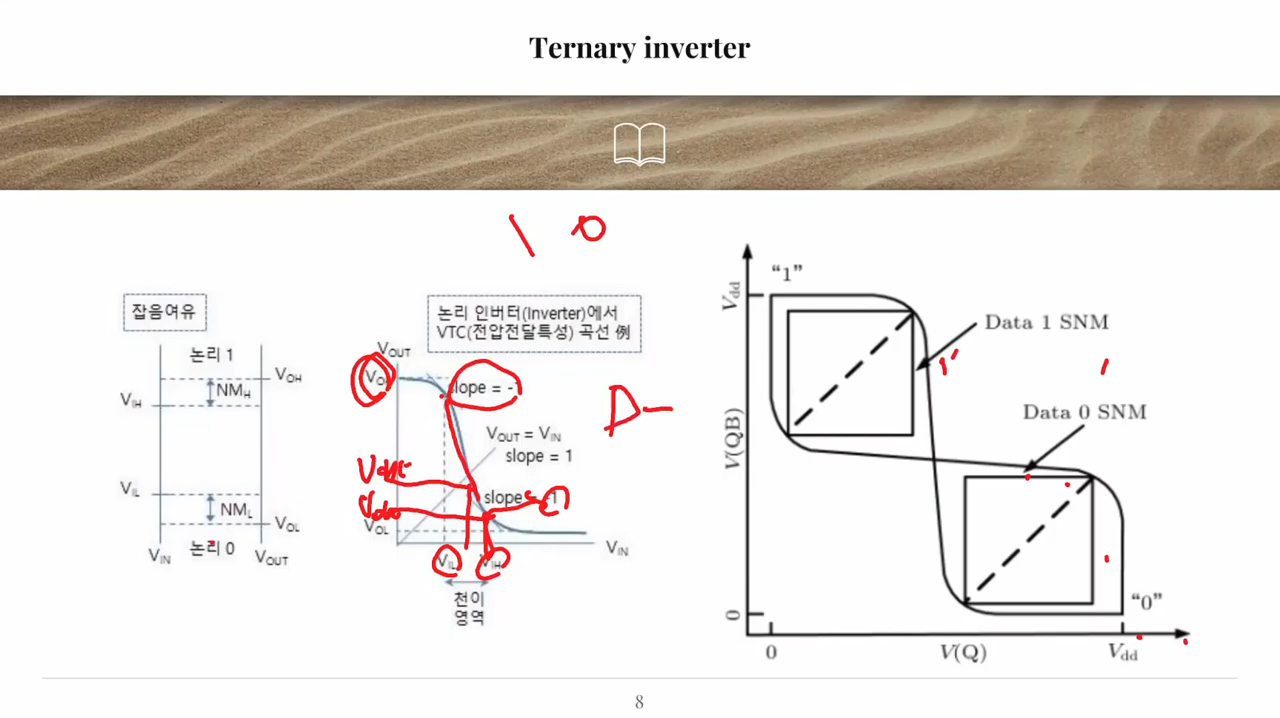 Ternary inverter
1 0
잡음여유
논리 1
V_OH
NM_H
V_IH
V_IL
NM_L
V_OL
논리 0
V_IN
V_OUT
논리 인버터(Inverter)에서
VTC(전압전달특성) 곡선 例
V_OUT
slope = -1
V_OUT = V_IN
slope = 1
slope = -1
V_OL
V_IL
V_IH
V_IN
천이
영역
D-
"1"
V_dd
Data 1 SNM
Data 0 SNM
V(QB)
"0"
0
0
V(Q)
V_dd
8